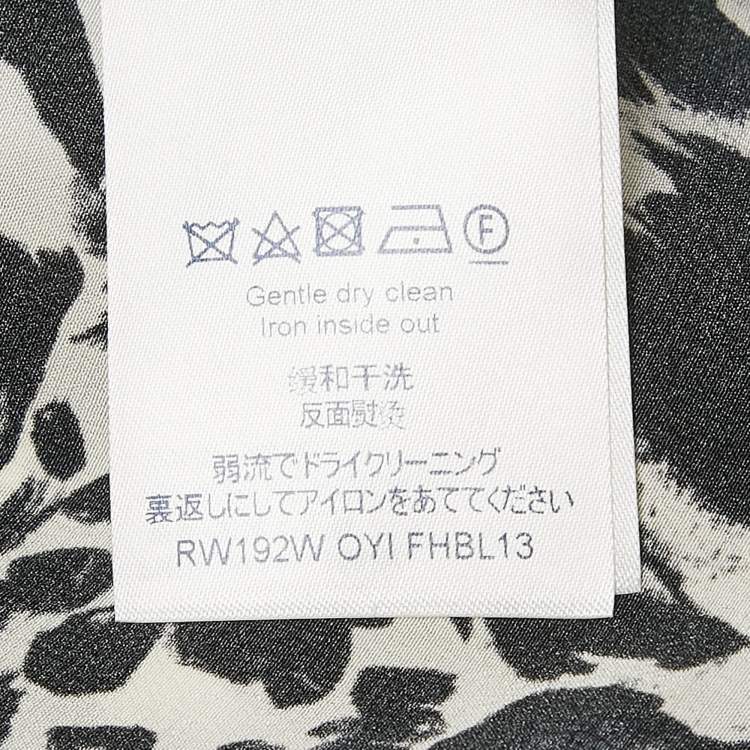 F
Gentle dry clean
Iron inside out
缓和干洗
反面熨烫
弱流でドライクリーニング
裏返しにしてアイロンをあててください
RW192W OYI FHBL13